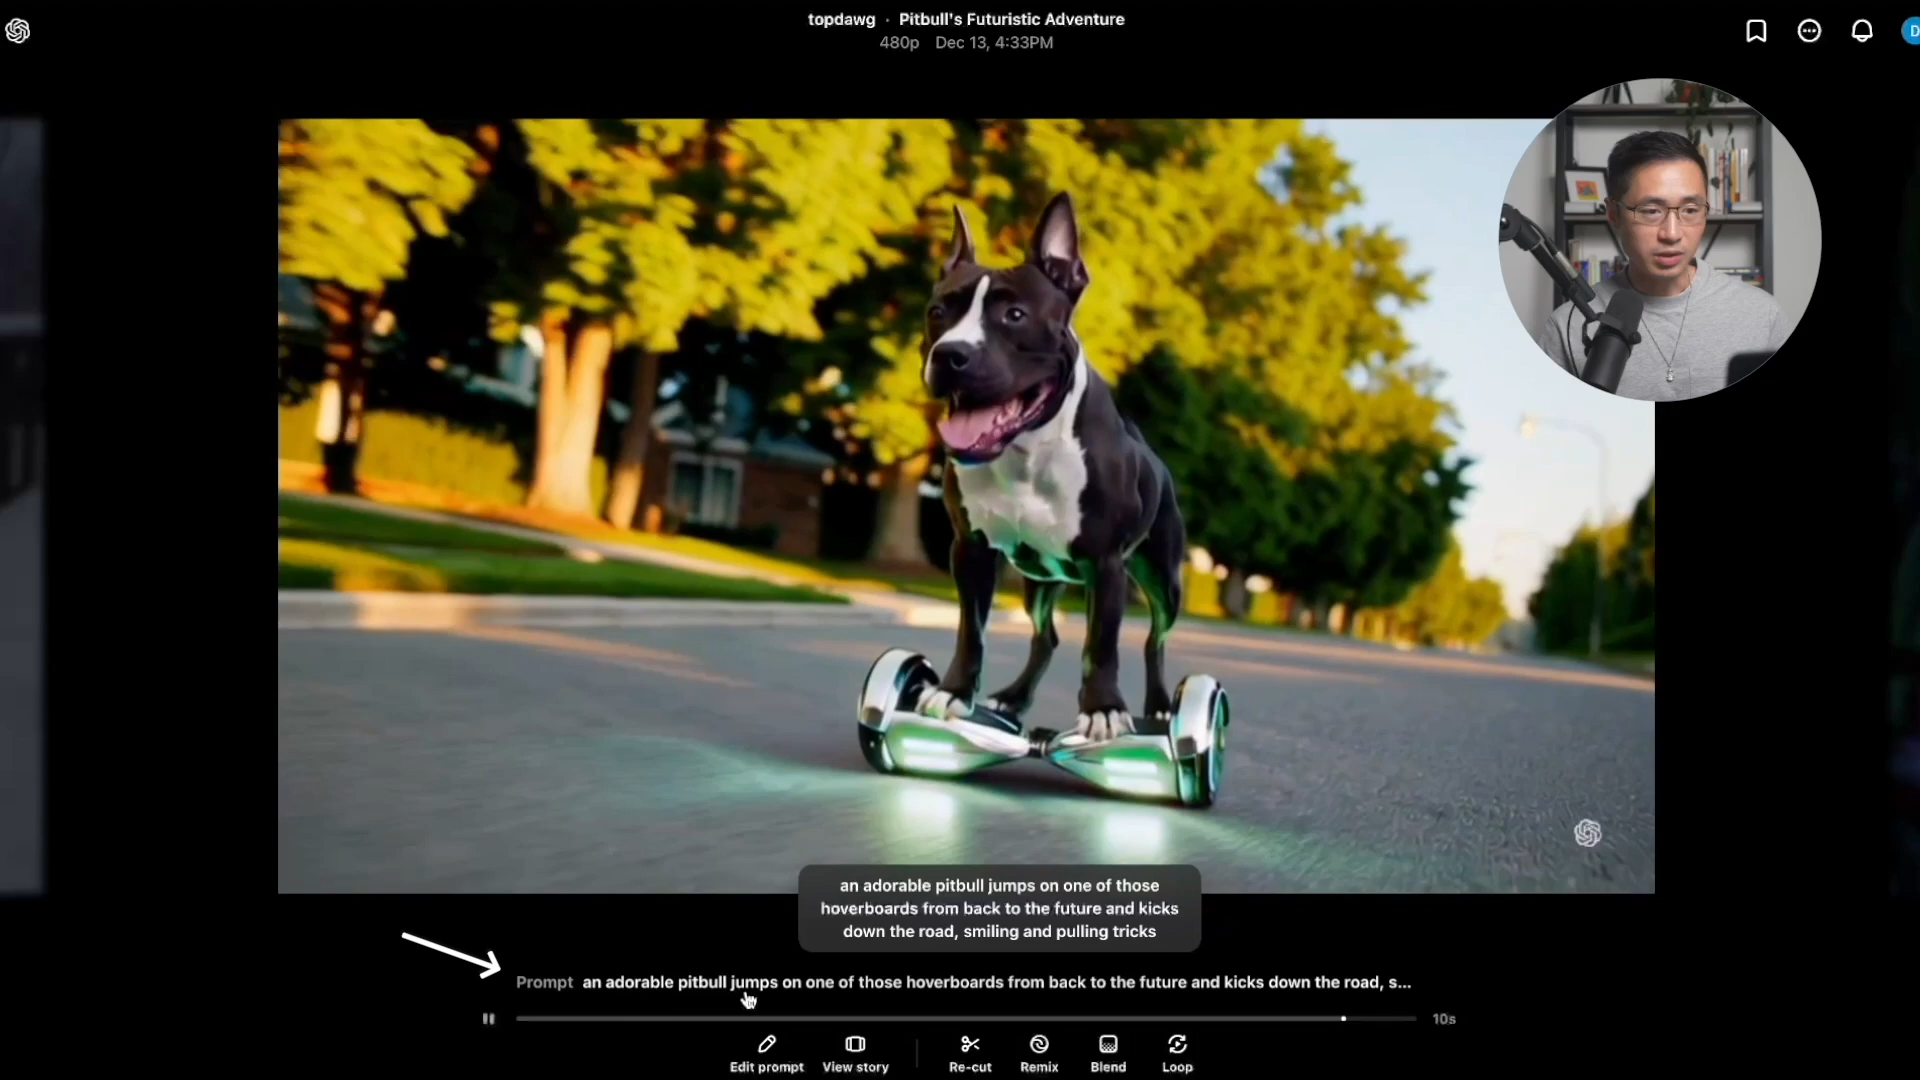 topdawg · Pitbull's Futuristic Adventure
480p Dec 13, 4:33PM
D
an adorable pitbull jumps on one of those
hoverboards from back to the future and kicks
down the road, smiling and pulling tricks
Prompt an adorable pitbull jumps on one of those hoverboards from back to the future and kicks down the road, s...
10s
Edit prompt View story Re-cut Remix Blend Loop